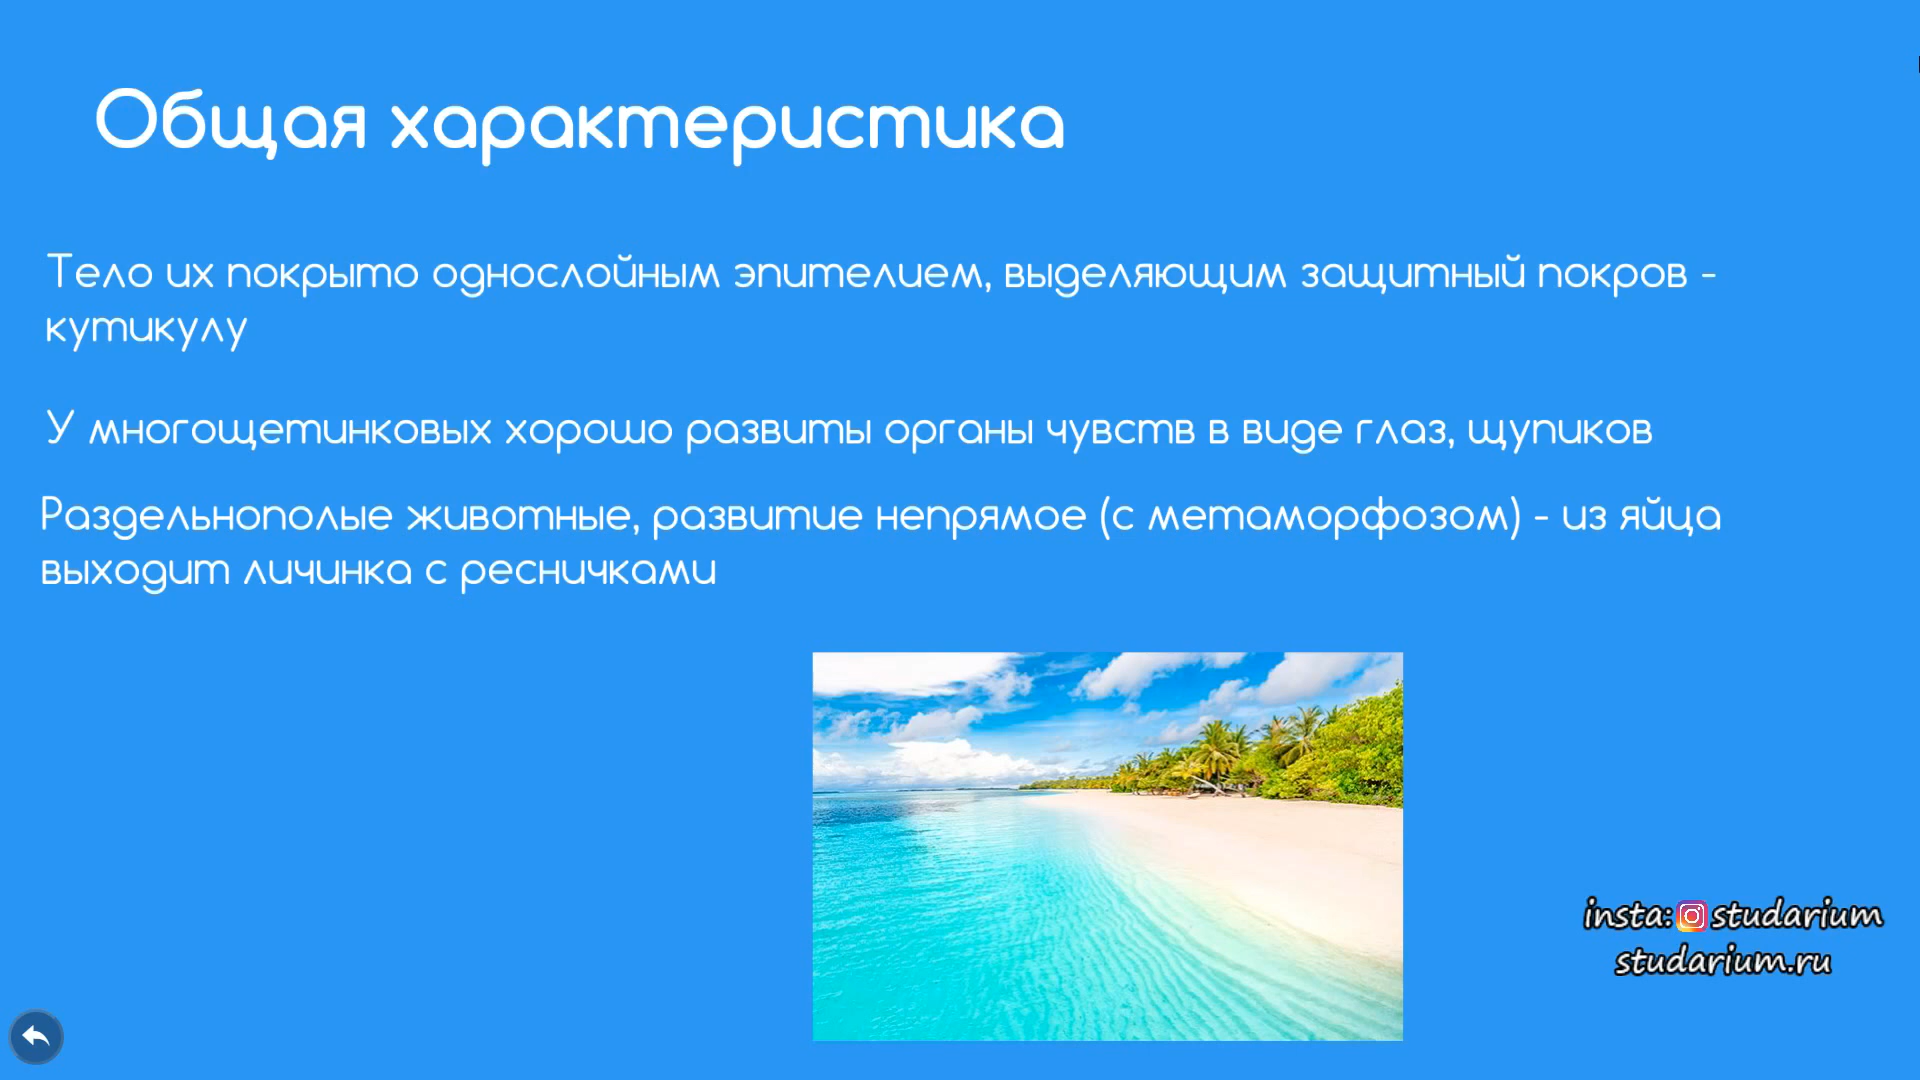 Общая характеристика
Тело их покрыто однослойным эпителием, выделяющим защитный покров -
кутикулу
У многощетинковых хорошо развиты органы чувств в виде глаз, щупиков
Раздельнополые животные, развитие непрямое (с метаморфозом) - из яйца
выходит личинка с ресничками
insta: studarium
studarium.ru